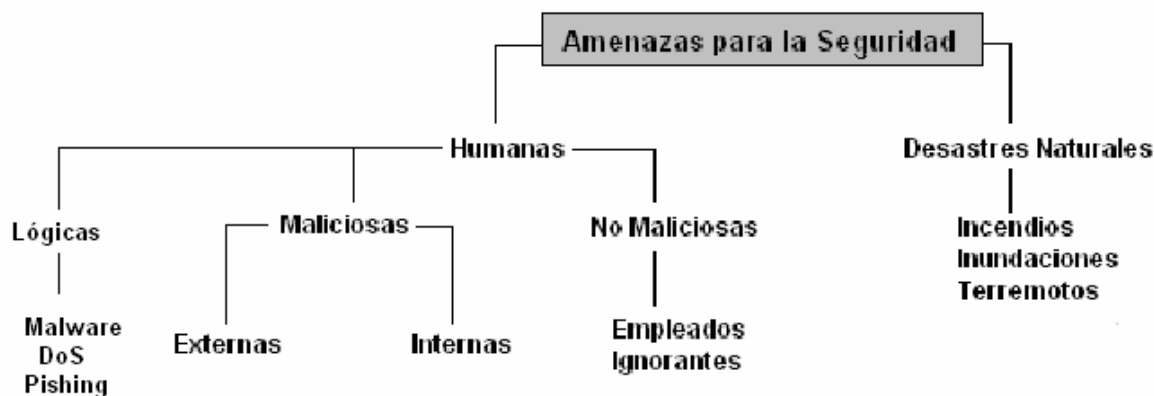 Amenazas para la Seguridad
Humanas
Desastres Naturales
Lógicas
Maliciosas
No Maliciosas
Incendios
Inundaciones
Terremotos
Malware
DoS
Pishing
Externas
Internas
Empleados
Ignorantes